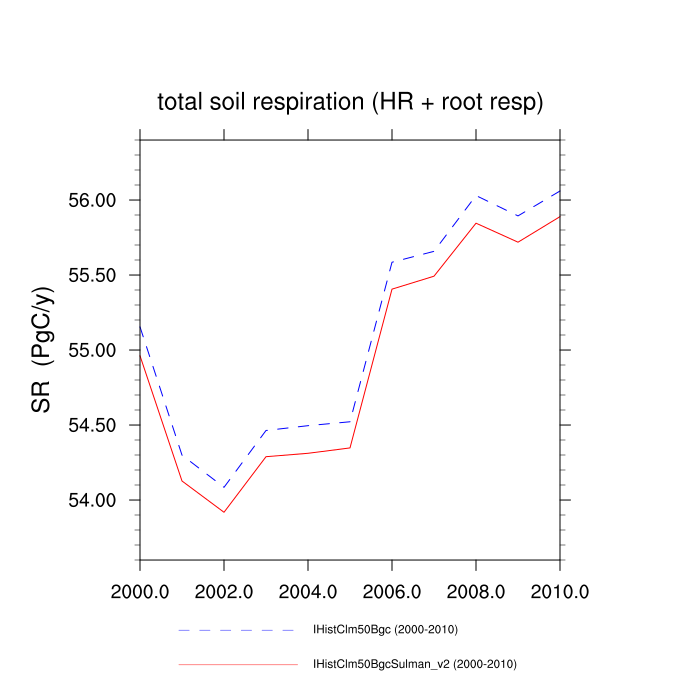 total soil respiration (HR + root resp)
SR (PgC/y)
56.00
55.50
55.00
54.50
54.00
2000.0 2002.0 2004.0 2006.0 2008.0 2010.0
IHistClm50Bgc (2000-2010)
IHistClm50BgcSulman_v2 (2000-2010)